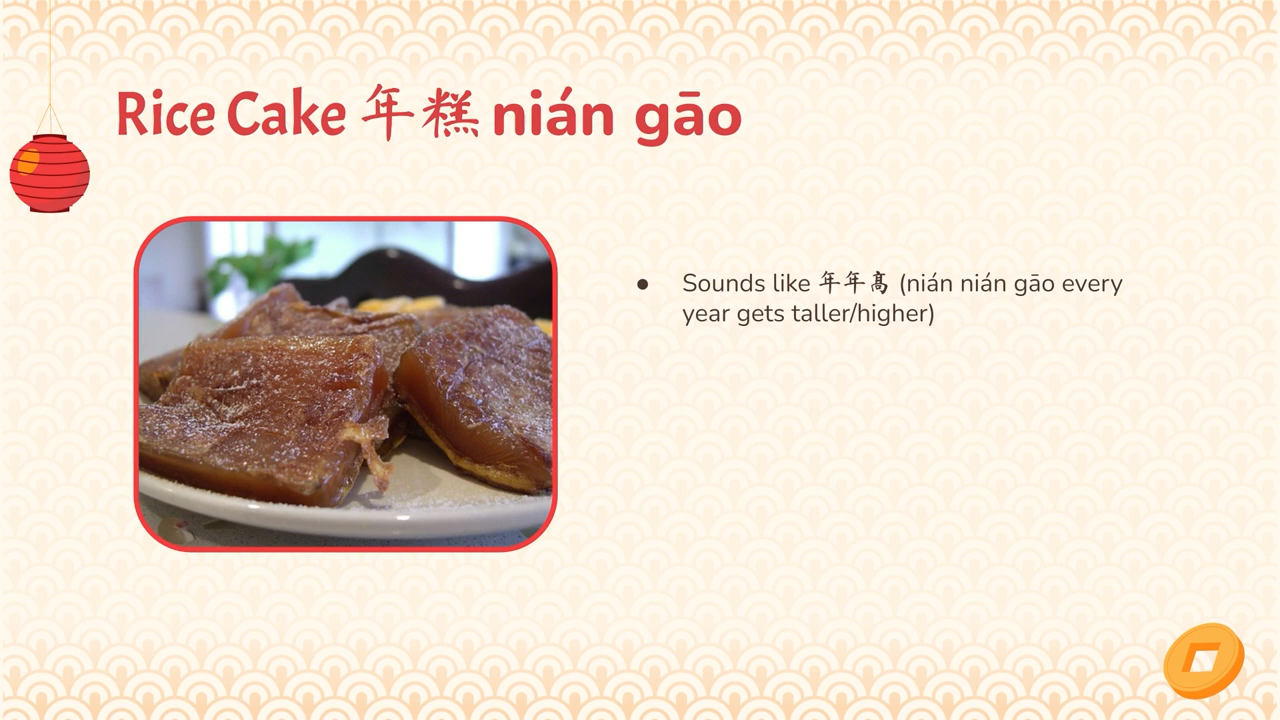 Rice Cake 年糕 nián gāo
● Sounds like 年年高 (nián nián gāo every
year gets taller/higher)